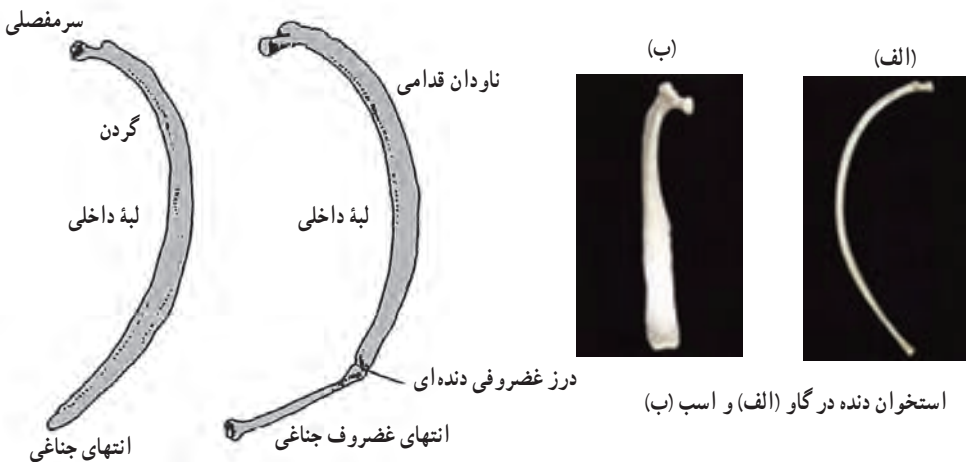 سرمفصلی
گردن
لبهٔ داخلی
انتهای جناغی
ناودان قدامی
لبهٔ داخلی
درز غضروفی دنده‌ای
انتهای غضروف جناغی
(الف)
(ب)
استخوان دنده در گاو (الف) و اسب (ب)